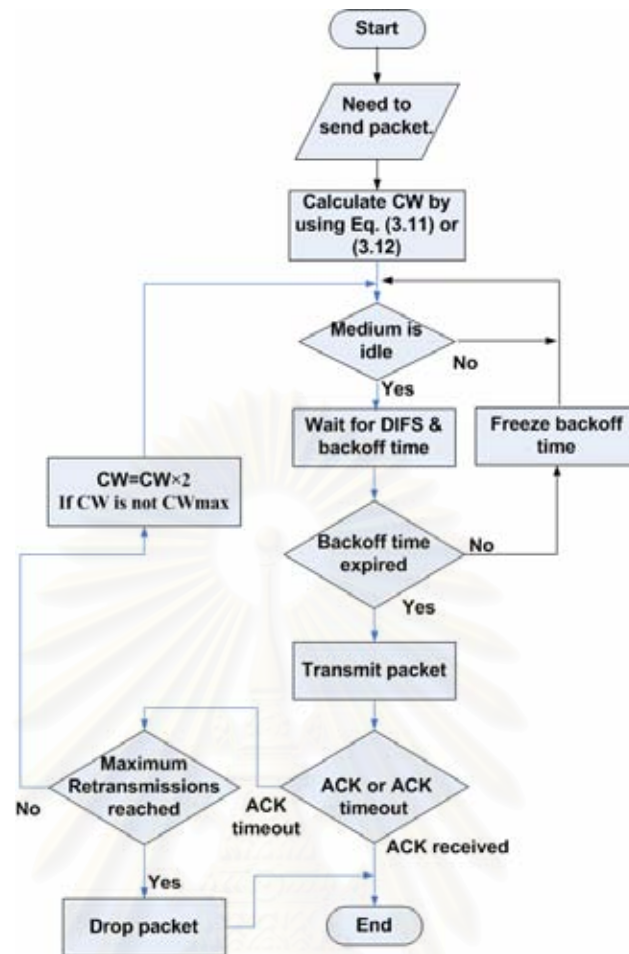 Start
Need to
send packet.
Calculate CW by
using Eq. (3.11) or
(3.12)
Medium is
idle
No
Yes
Wait for DIFS &
backoff time
Freeze backoff
time
CW=CW×2
If CW is not CWmax
Backoff time
expired
No
Yes
Transmit packet
Maximum
Retransmissions
reached
ACK or ACK
timeout
No
ACK
timeout
ACK received
Yes
Drop packet
End